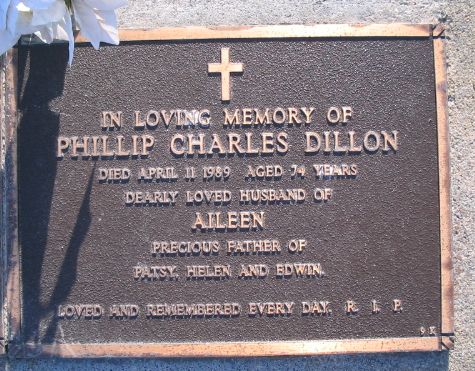 IN LOVING MEMORY OF
PHILLIP CHARLES DILLON
DIED APRIL 11 1989 AGED 74 YEARS
DEARLY LOVED HUSBAND OF
AILEEN
PRECIOUS FATHER OF
PATSY, HELEN AND EDWIN.
LOVED AND REMEMBERED EVERY DAY. R. I. P.
9 K